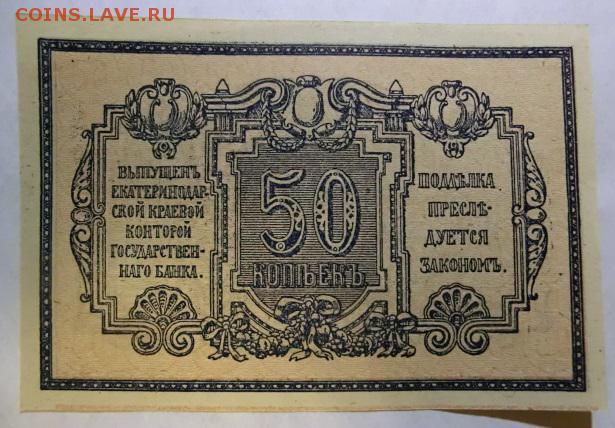 COINS.LAVE.RU
ВЫПУЩЕНЪ
ЕКАТЕРИНОДАР-
СКОЙ КРАЕВОЙ
КОНТОРОЙ
ГОСУДАРСТВЕН-
НАГО БАНКА.
50
КОПѢЕКЪ
ПОДДѢЛКА
ПРЕСЛѢ-
ДУЕТСЯ
ЗАКОНОМЪ.